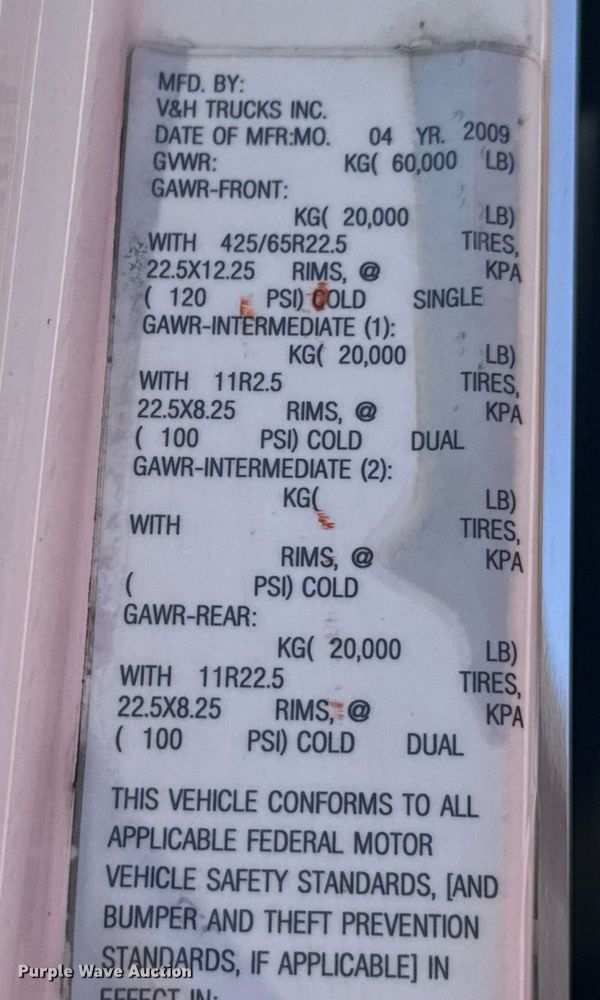 MFD. BY:
V&H TRUCKS INC.
DATE OF MFR:MO. 04 YR. 2009
GVWR: KG( 60,000 LB)
GAWR-FRONT:
KG( 20,000 LB)
WITH 425/65R22.5 TIRES,
22.5X12.25 RIMS, @ KPA
( 120 PSI) COLD SINGLE
GAWR-INTERMEDIATE (1):
KG( 20,000 LB)
WITH 11R2.5 TIRES,
22.5X8.25 RIMS, @ KPA
( 100 PSI) COLD DUAL
GAWR-INTERMEDIATE (2):
KG( LB)
WITH TIRES,
RIMS, @ KPA
( PSI) COLD
GAWR-REAR:
KG( 20,000 LB)
WITH 11R22.5 TIRES,
22.5X8.25 RIMS, @ KPA
( 100 PSI) COLD DUAL
THIS VEHICLE CONFORMS TO ALL
APPLICABLE FEDERAL MOTOR
VEHICLE SAFETY STANDARDS, [AND
BUMPER AND THEFT PREVENTION
STANDARDS, IF APPLICABLE] IN
EFFECT IN:
Purple Wave Auction